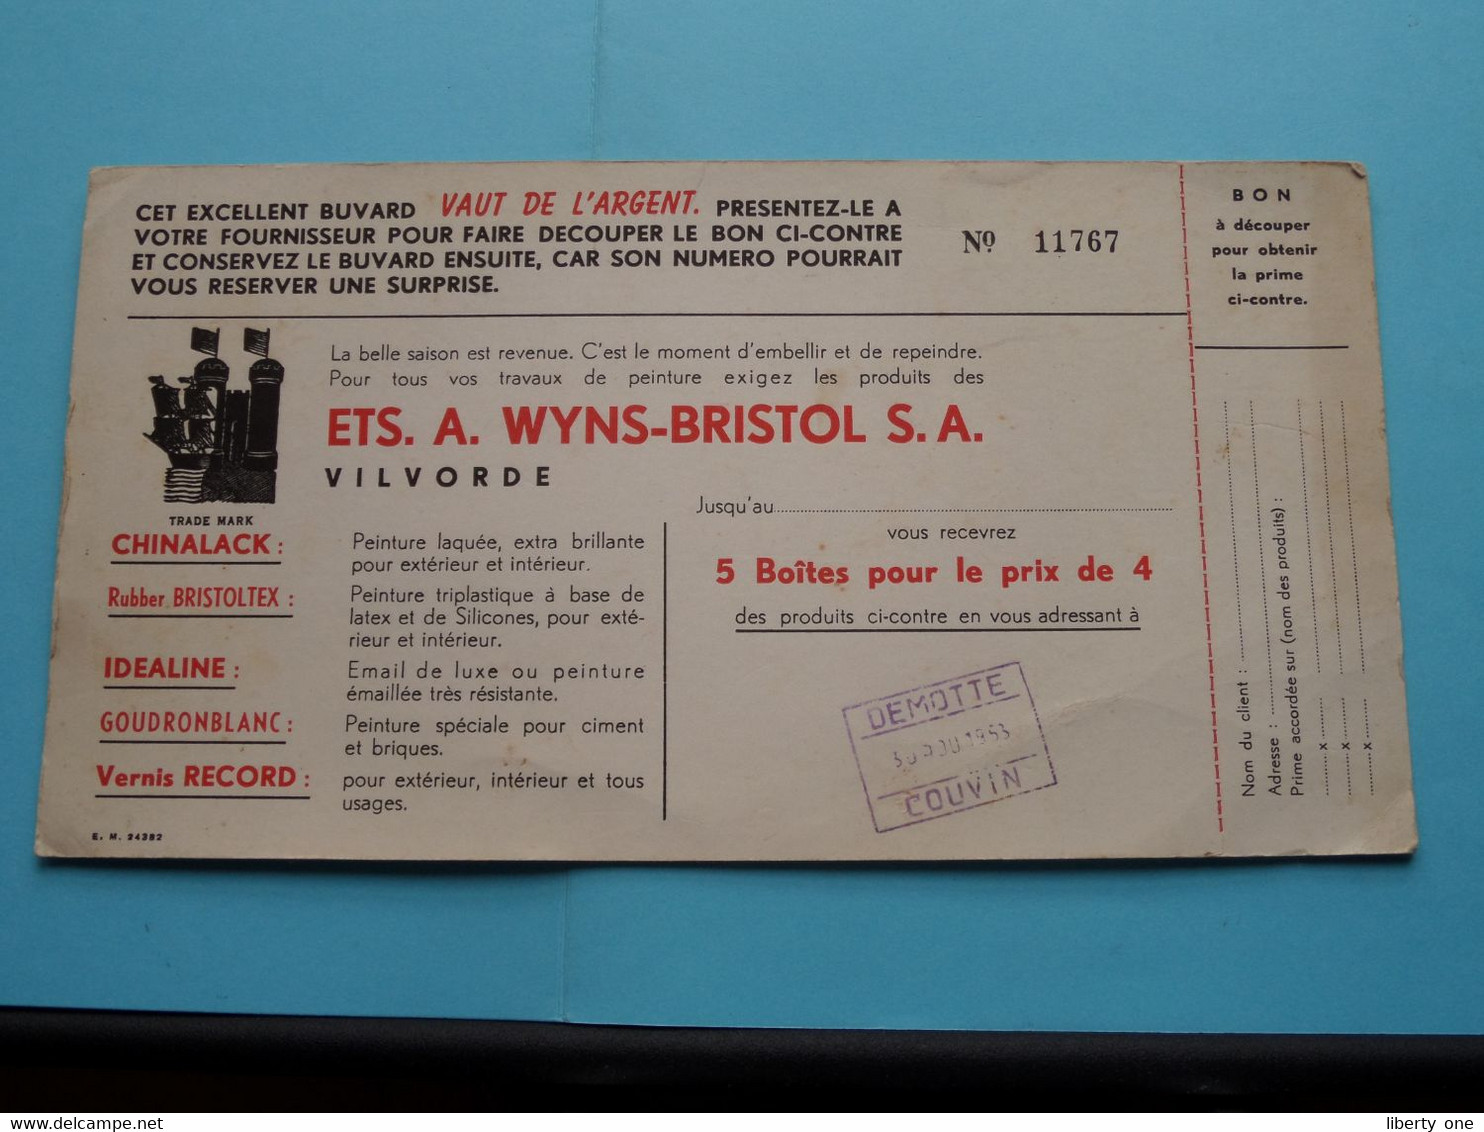 CET EXCELLENT BUVARD VAUT DE L'ARGENT. PRESENTEZ-LE A
VOTRE FOURNISSEUR POUR FAIRE DECOUPER LE BON CI-CONTRE
ET CONSERVEZ LE BUVARD ENSUITE, CAR SON NUMERO POURRAIT
VOUS RESERVER UNE SURPRISE.
Nº 11767
BON
à découper
pour obtenir
la prime
ci-contre.
La belle saison est revenue. C'est le moment d'embellir et de repeindre.
Pour tous vos travaux de peinture exigez les produits des
ETS. A. WYNS-BRISTOL S.A.
VILVORDE
TRADE MARK
CHINALACK :
Peinture laquée, extra brillante
pour extérieur et intérieur.
Rubber BRISTOLTEX :
Peinture triplastique à base de
latex et de Silicones, pour exté-
rieur et intérieur.
IDEALINE :
Email de luxe ou peinture
émaillée très résistante.
GOUDRONBLANC :
Peinture spéciale pour ciment
et briques.
Vernis RECORD :
pour extérieur, intérieur et tous
usages.
E. M. 24382
Jusqu'au
vous recevrez
5 Boîtes pour le prix de 4
des produits ci-contre en vous adressant à
DEMOTTE
1953
COUVIN
Nom du client :
Adresse :
Prime accordée sur (nom des produits) :
x
x
x
liberty one